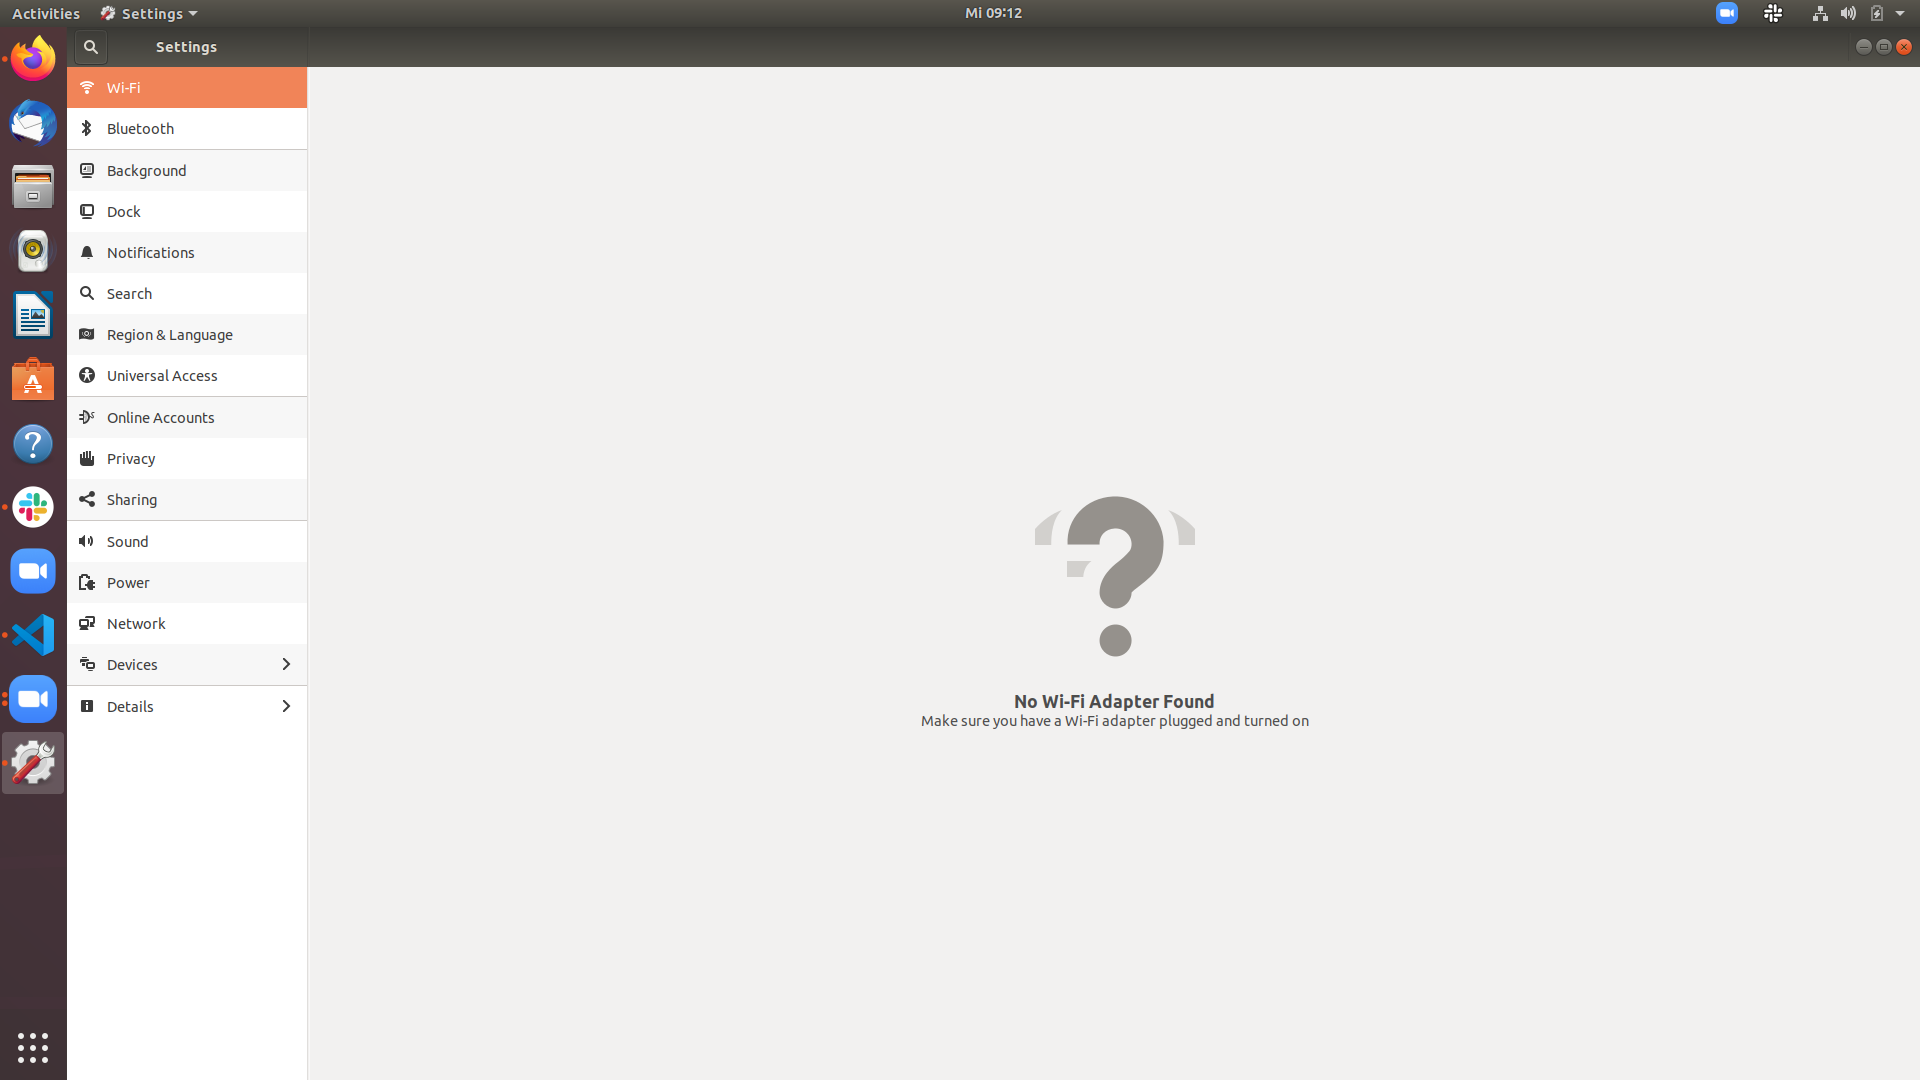 Activities
Settings
Mi 09:12
Settings
Wi-Fi
Bluetooth
Background
Dock
Notifications
Search
Region & Language
Universal Access
Online Accounts
Privacy
Sharing
Sound
Power
Network
Devices
Details
No Wi-Fi Adapter Found
Make sure you have a Wi-Fi adapter plugged and turned on